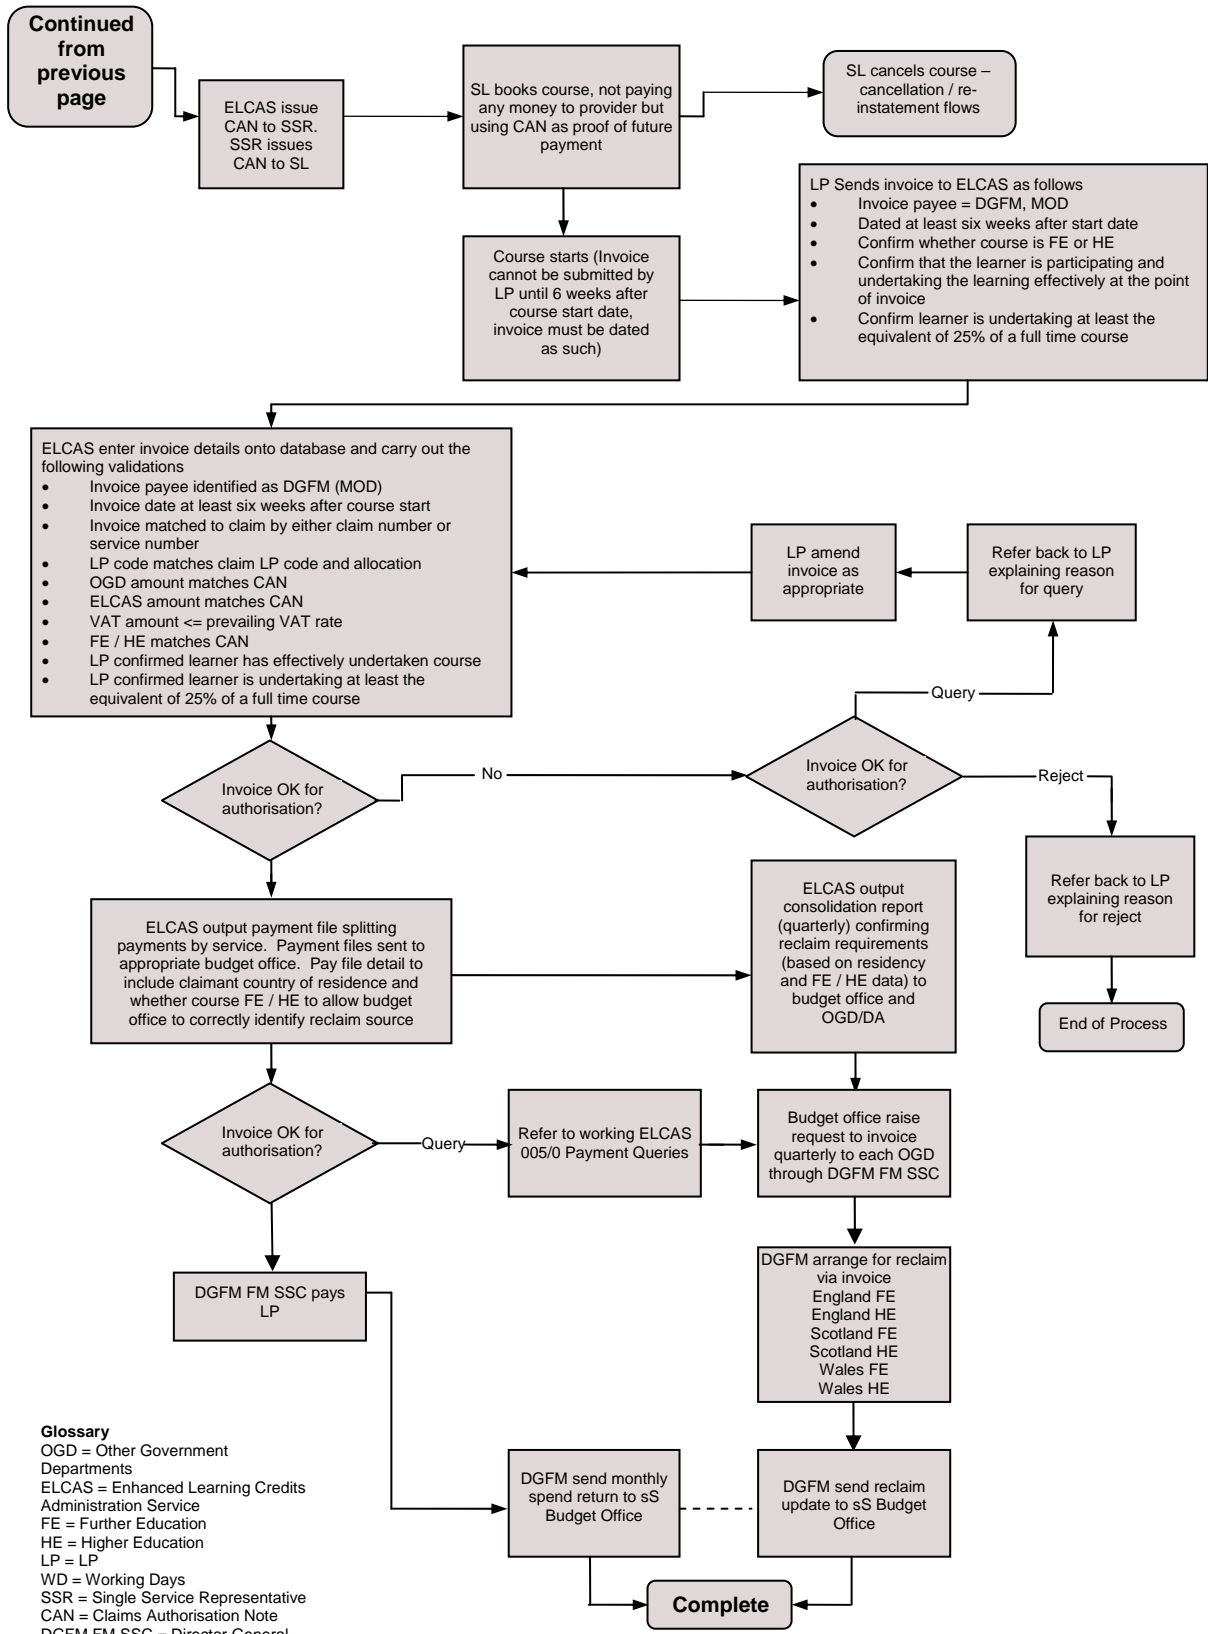 Continued
from
previous
page
ELCAS issue
CAN to SSR.
SSR issues
CAN to SL
SL books course, not paying
any money to provider but
using CAN as proof of future
payment
SL cancels course –
cancellation / re-
instatement flows
Course starts (Invoice
cannot be submitted by
LP until 6 weeks after
course start date,
invoice must be dated
as such)
LP Sends invoice to ELCAS as follows
• Invoice payee = DGFM, MOD
• Dated at least six weeks after start date
• Confirm whether course is FE or HE
• Confirm that the learner is participating and
undertaking the learning effectively at the point
of invoice
• Confirm learner is undertaking at least the
equivalent of 25% of a full time course
ELCAS enter invoice details onto database and carry out the
following validations
• Invoice payee identified as DGFM (MOD)
• Invoice date at least six weeks after course start
• Invoice matched to claim by either claim number or
service number
• LP code matches claim LP code and allocation
• OGD amount matches CAN
• ELCAS amount matches CAN
• VAT amount <= prevailing VAT rate
• FE / HE matches CAN
• LP confirmed learner has effectively undertaken course
• LP confirmed learner is undertaking at least the
equivalent of 25% of a full time course
LP amend
invoice as
appropriate
Refer back to LP
explaining reason
for query
Query
Invoice OK for
authorisation?
No
Invoice OK for
authorisation?
Reject
Refer back to LP
explaining reason
for reject
End of Process
ELCAS output payment file splitting
payments by service. Payment files sent to
appropriate budget office. Pay file detail to
include claimant country of residence and
whether course FE / HE to allow budget
office to correctly identify reclaim source
ELCAS output
consolidation report
(quarterly) confirming
reclaim requirements
(based on residency
and FE / HE data) to
budget office and
OGD/DA
Invoice OK for
authorisation?
Query
Refer to working ELCAS
005/0 Payment Queries
Budget office raise
request to invoice
quarterly to each OGD
through DGFM FM SSC
DGFM FM SSC pays
LP
DGFM arrange for reclaim
via invoice
England FE
England HE
Scotland FE
Scotland HE
Wales FE
Wales HE
DGFM send monthly
spend return to sS
Budget Office
DGFM send reclaim
update to sS Budget
Office
Complete
Glossary
OGD = Other Government
Departments
ELCAS = Enhanced Learning Credits
Administration Service
FE = Further Education
HE = Higher Education
LP = LP
WD = Working Days
SSR = Single Service Representative
CAN = Claims Authorisation Note
DGFM FM SSC = Director General